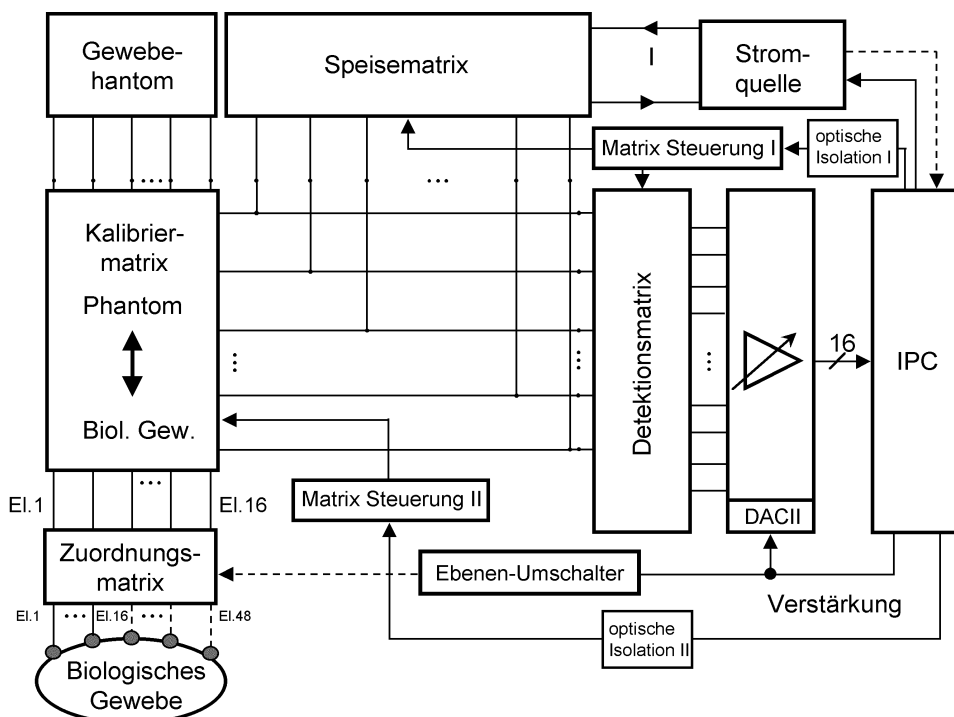 Gewebe-
hantom
Speisematrix
I
Strom-
quelle
Matrix Steuerung I
optische
Isolation I
Kalibrier-
matrix
Phantom
Biol. Gew.
Detektionsmatrix
16
IPC
DACII
El.1
El.16
Matrix Steuerung II
Zuordnungs-
matrix
Ebenen-Umschalter
Verstärkung
El.1
El.16
El.48
optische
Isolation II
Biologisches
Gewebe